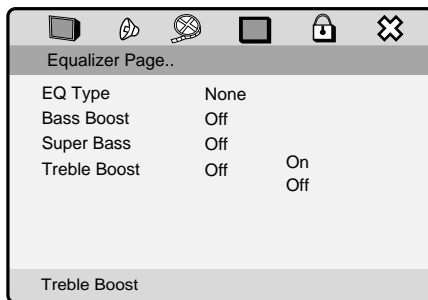 Equalizer Page..
EQ Type None
Bass Boost Off
Super Bass Off
Treble Boost Off On
Off
Treble Boost